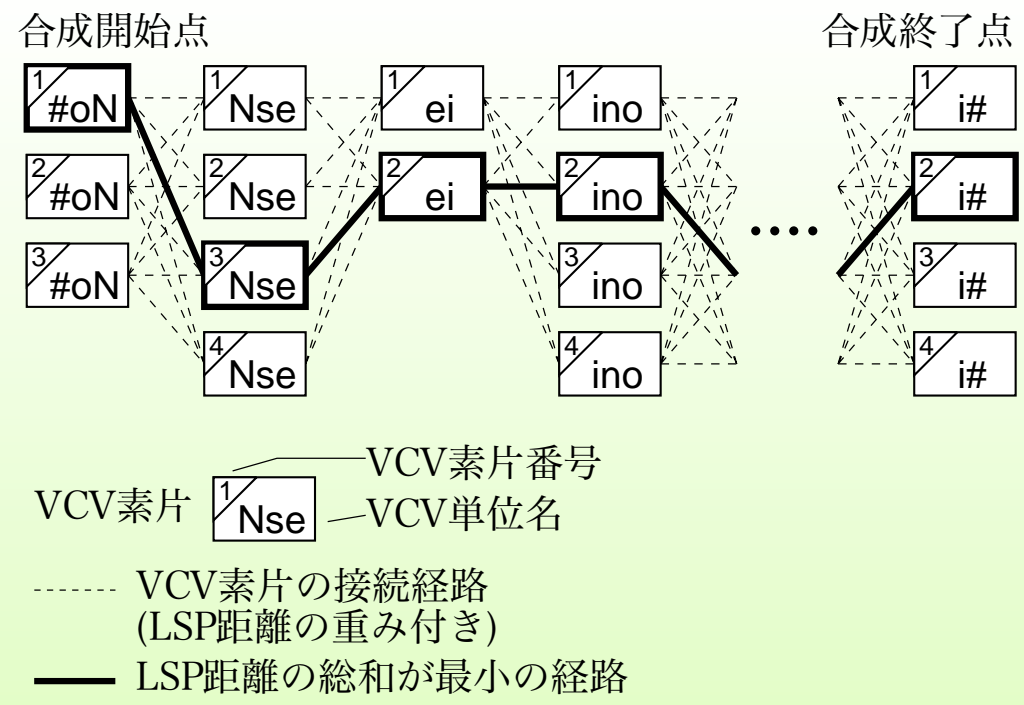 合成開始点 合成終了点
1 #oN 1 Nse 1 ei 1 ino 1 i#
2 #oN 2 Nse 2 ei 2 ino 2 i#
3 #oN 3 Nse 3 ino 3 i#
4 Nse 4 ino 4 i#
VCV素片番号
VCV素片 1 Nse
VCV単位名
VCV素片の接続経路
(LSP距離の重み付き)
LSP距離の総和が最小の経路